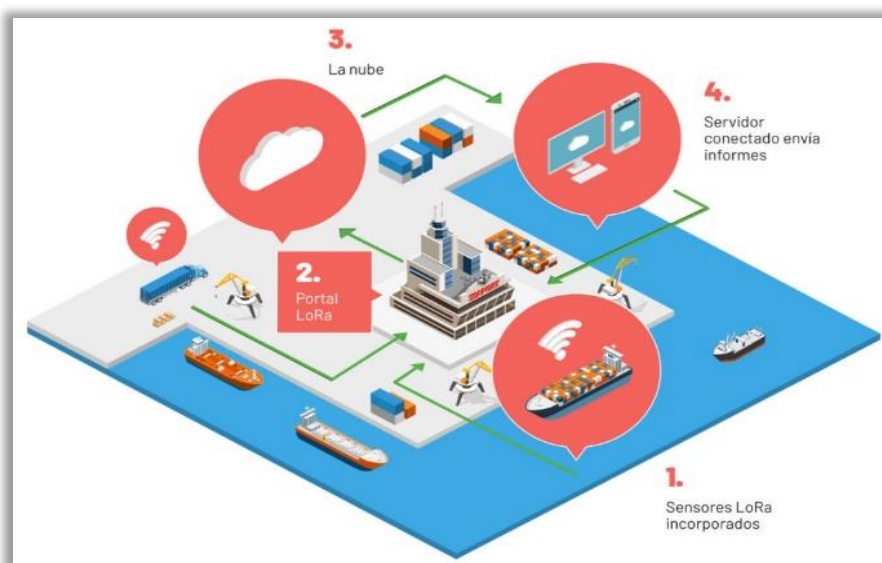 3.
La nube
4.
Servidor
conectado envía
informes
2.
Portal
LoRa
1.
Sensores LoRa
incorporados